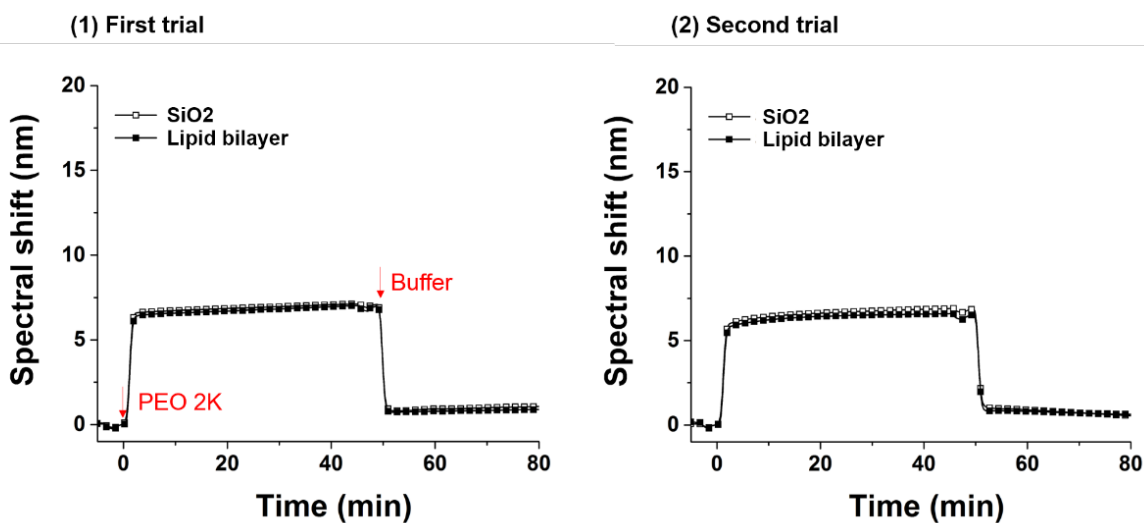 (1) First trial
(2) Second trial
Spectral shift (nm)
20
15
10
5
0
SiO2
Lipid bilayer
PEO 2K
Buffer
0
20
40
60
80
Time (min)
Spectral shift (nm)
20
15
10
5
0
SiO2
Lipid bilayer
0
20
40
60
80
Time (min)